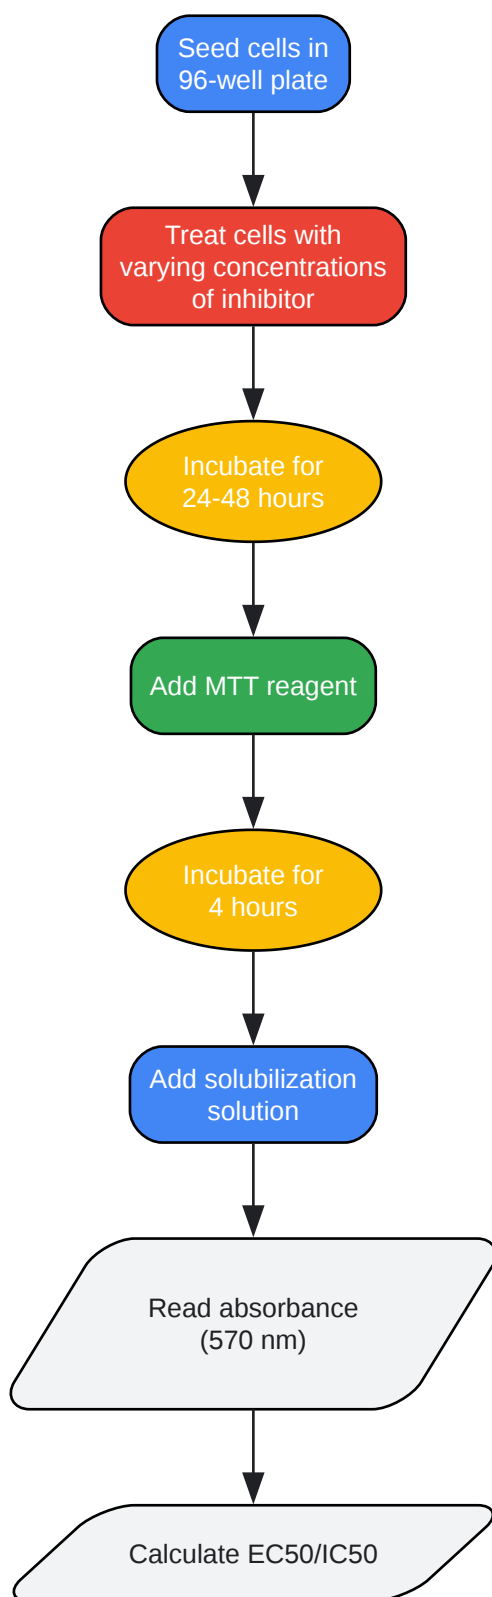 Seed cells in
96-well plate
Treat cells with
varying concentrations
of inhibitor
Incubate for
24-48 hours
Add MTT reagent
Incubate for
4 hours
Add solubilization
solution
Read absorbance
(570 nm)
Calculate EC50/IC50